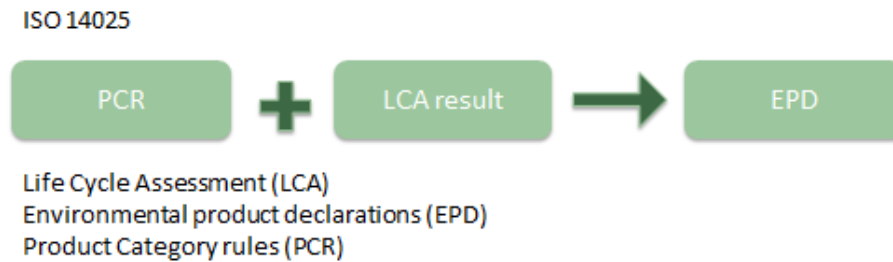 ISO 14025
PCR
LCA result
EPD
Life Cycle Assessment (LCA)
Environmental product declarations (EPD)
Product Category rules (PCR)